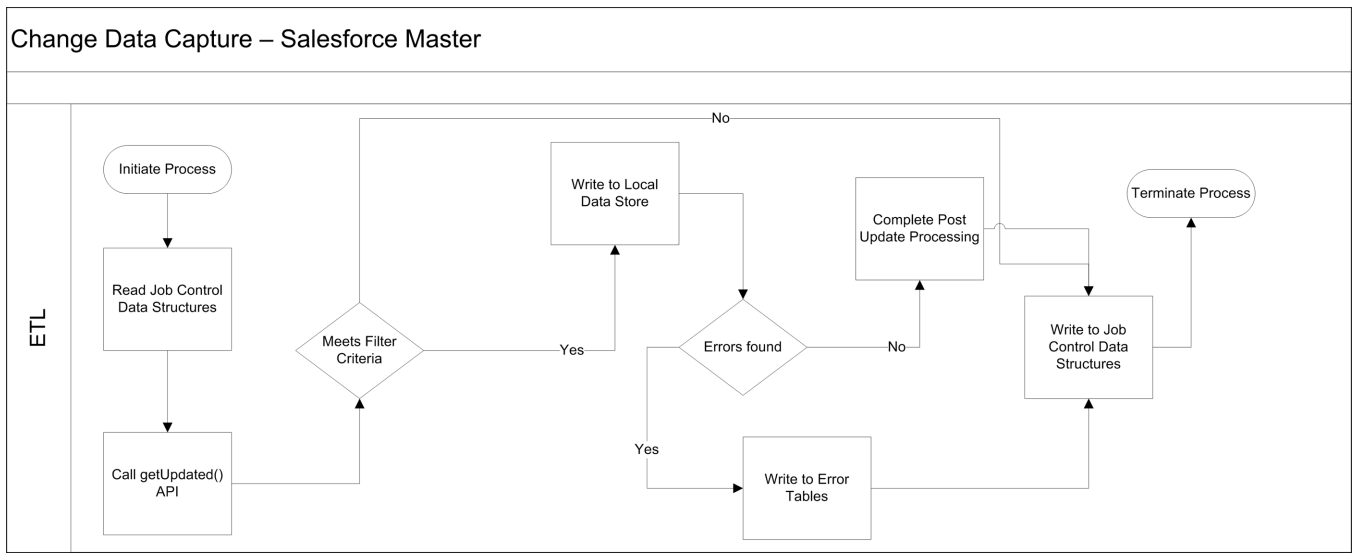 Change Data Capture – Salesforce Master
ETL
Initiate Process
Read Job Control
Data Structures
Call getUpdated()
API
Meets Filter
Criteria
No
Yes
Write to Local
Data Store
Errors found
No
Yes
Complete Post
Update Processing
Write to Error
Tables
Write to Job
Control Data
Structures
Terminate Process